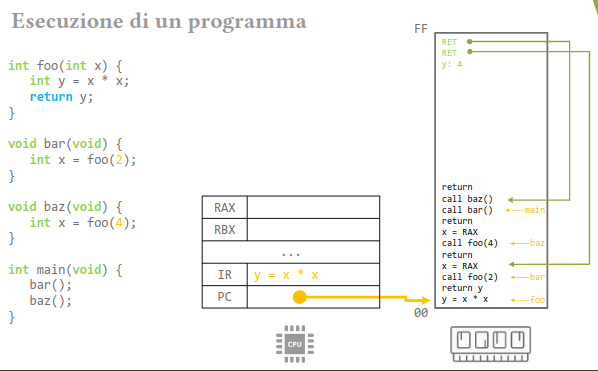 Esecuzione di un programma
int foo(int x) {
int y = x * x;
return y;
}
void bar(void) {
int x = foo(2);
}
void baz(void) {
int x = foo(4);
}
int main(void) {
bar();
baz();
}
RAX
RBX
...
IR y = x * x
PC
CPU
FF
RET
RET
y: 4
return
call baz()
call bar() main
return
x = RAX
call foo(4) baz
return
x = RAX
call foo(2) bar
return y
y = x * x foo
00